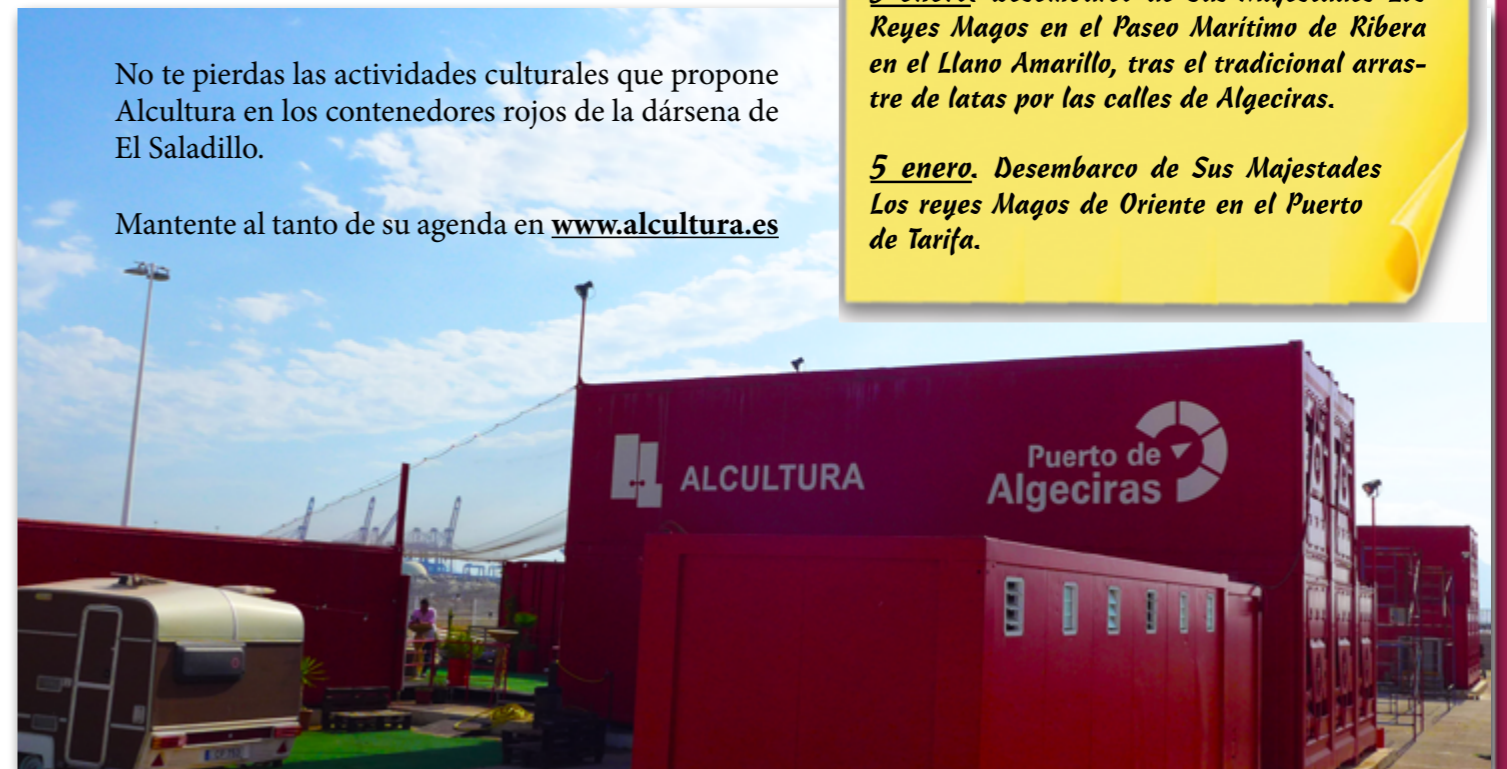 No te pierdas las actividades culturales que propone
Alcultura en los contenedores rojos de la dársena de
El Saladillo.
Mantente al tanto de su agenda en www.alcultura.es
Reyes Magos en el Paseo Marítimo de Ribera
en el Llano Amarillo, tras el tradicional arras-
tre de latas por las calles de Algeciras.
5 enero. Desembarco de Sus Majestades
Los reyes Magos de Oriente en el Puerto
de Tarifa.
ALCULTURA
Puerto de
Algeciras